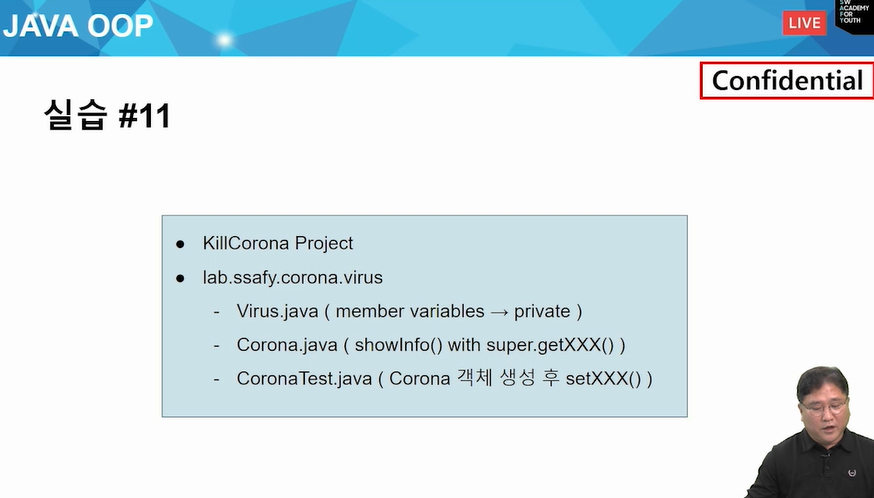 JAVA OOP
LIVE
SW
ACADEMY
FOR
YOUTH
Confidential
실습 #11
● KillCorona Project
● lab.ssafy.corona.virus
- Virus.java ( member variables → private )
- Corona.java ( showInfo() with super.getXXX() )
- CoronaTest.java ( Corona 객체 생성 후 setXXX() )